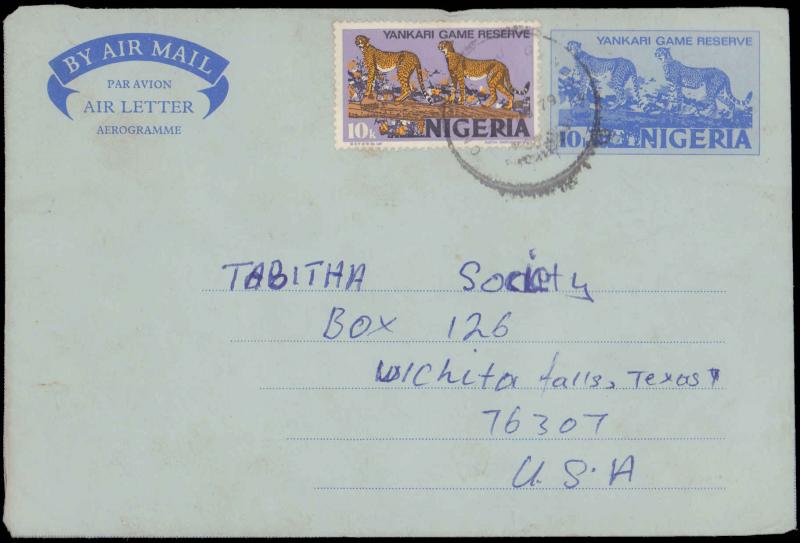 BY AIR MAIL
PAR AVION
AIR LETTER
AEROGRAMME
YANKARI GAME RESERVE
10k NIGERIA
YANKARI GAME RESERVE
10k NIGERIA
79
TABITHA Society
Box 126
Wichita falls, Texas
76307
U.S.A